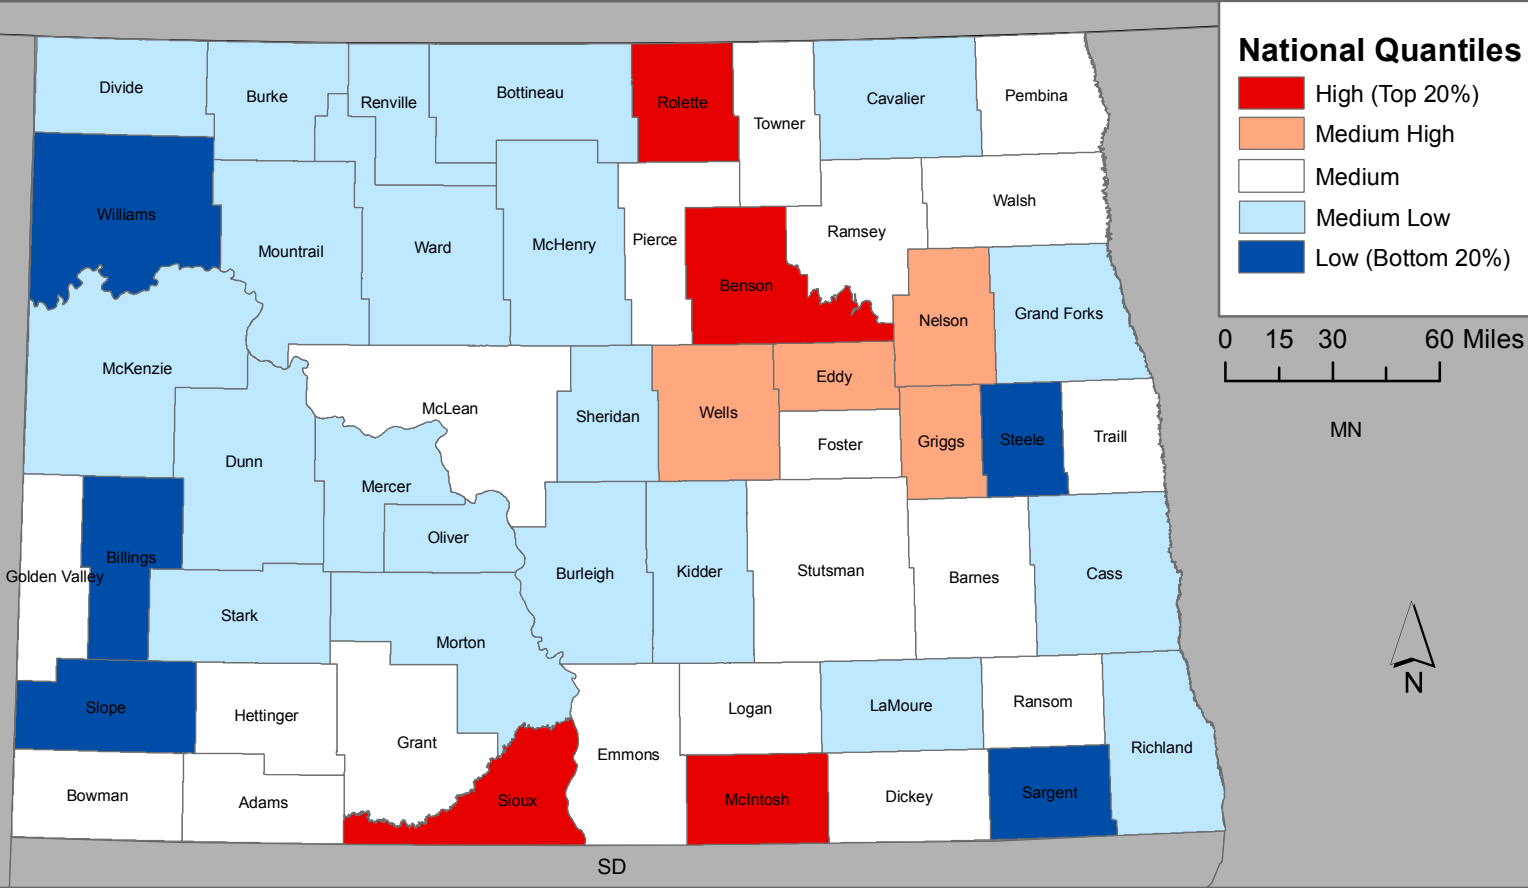 National Quantiles
High (Top 20%)
Medium High
Medium
Medium Low
Low (Bottom 20%)
0 15 30 60 Miles
MN
N
SD
Divide
Burke
Renville
Bottineau
Rolette
Towner
Cavalier
Pembina
Williams
Mountrail
Ward
McHenry
Pierce
Benson
Ramsey
Walsh
Nelson
Grand Forks
McKenzie
Dunn
McLean
Mercer
Oliver
Sheridan
Wells
Eddy
Foster
Griggs
Steele
Traill
Golden Valley
Billings
Stark
Morton
Burleigh
Kidder
Stutsman
Barnes
Cass
Slope
Hettinger
Grant
Bowman
Adams
Sioux
Emmons
Logan
McIntosh
LaMoure
Dickey
Ransom
Sargent
Richland